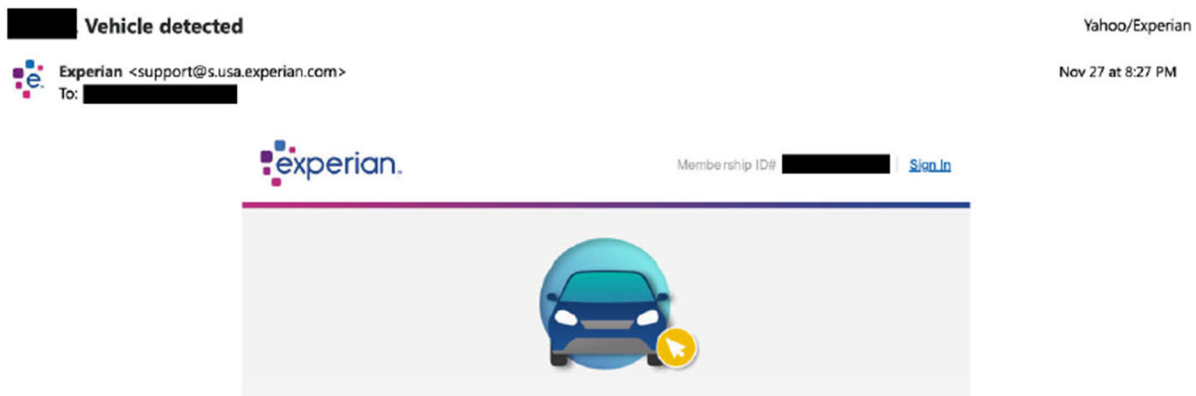 Vehicle detected
Yahoo/Experian
Experian <support@s.usa.experian.com>
Nov 27 at 8:27 PM
To:
experian™
Membership ID#
Sign In